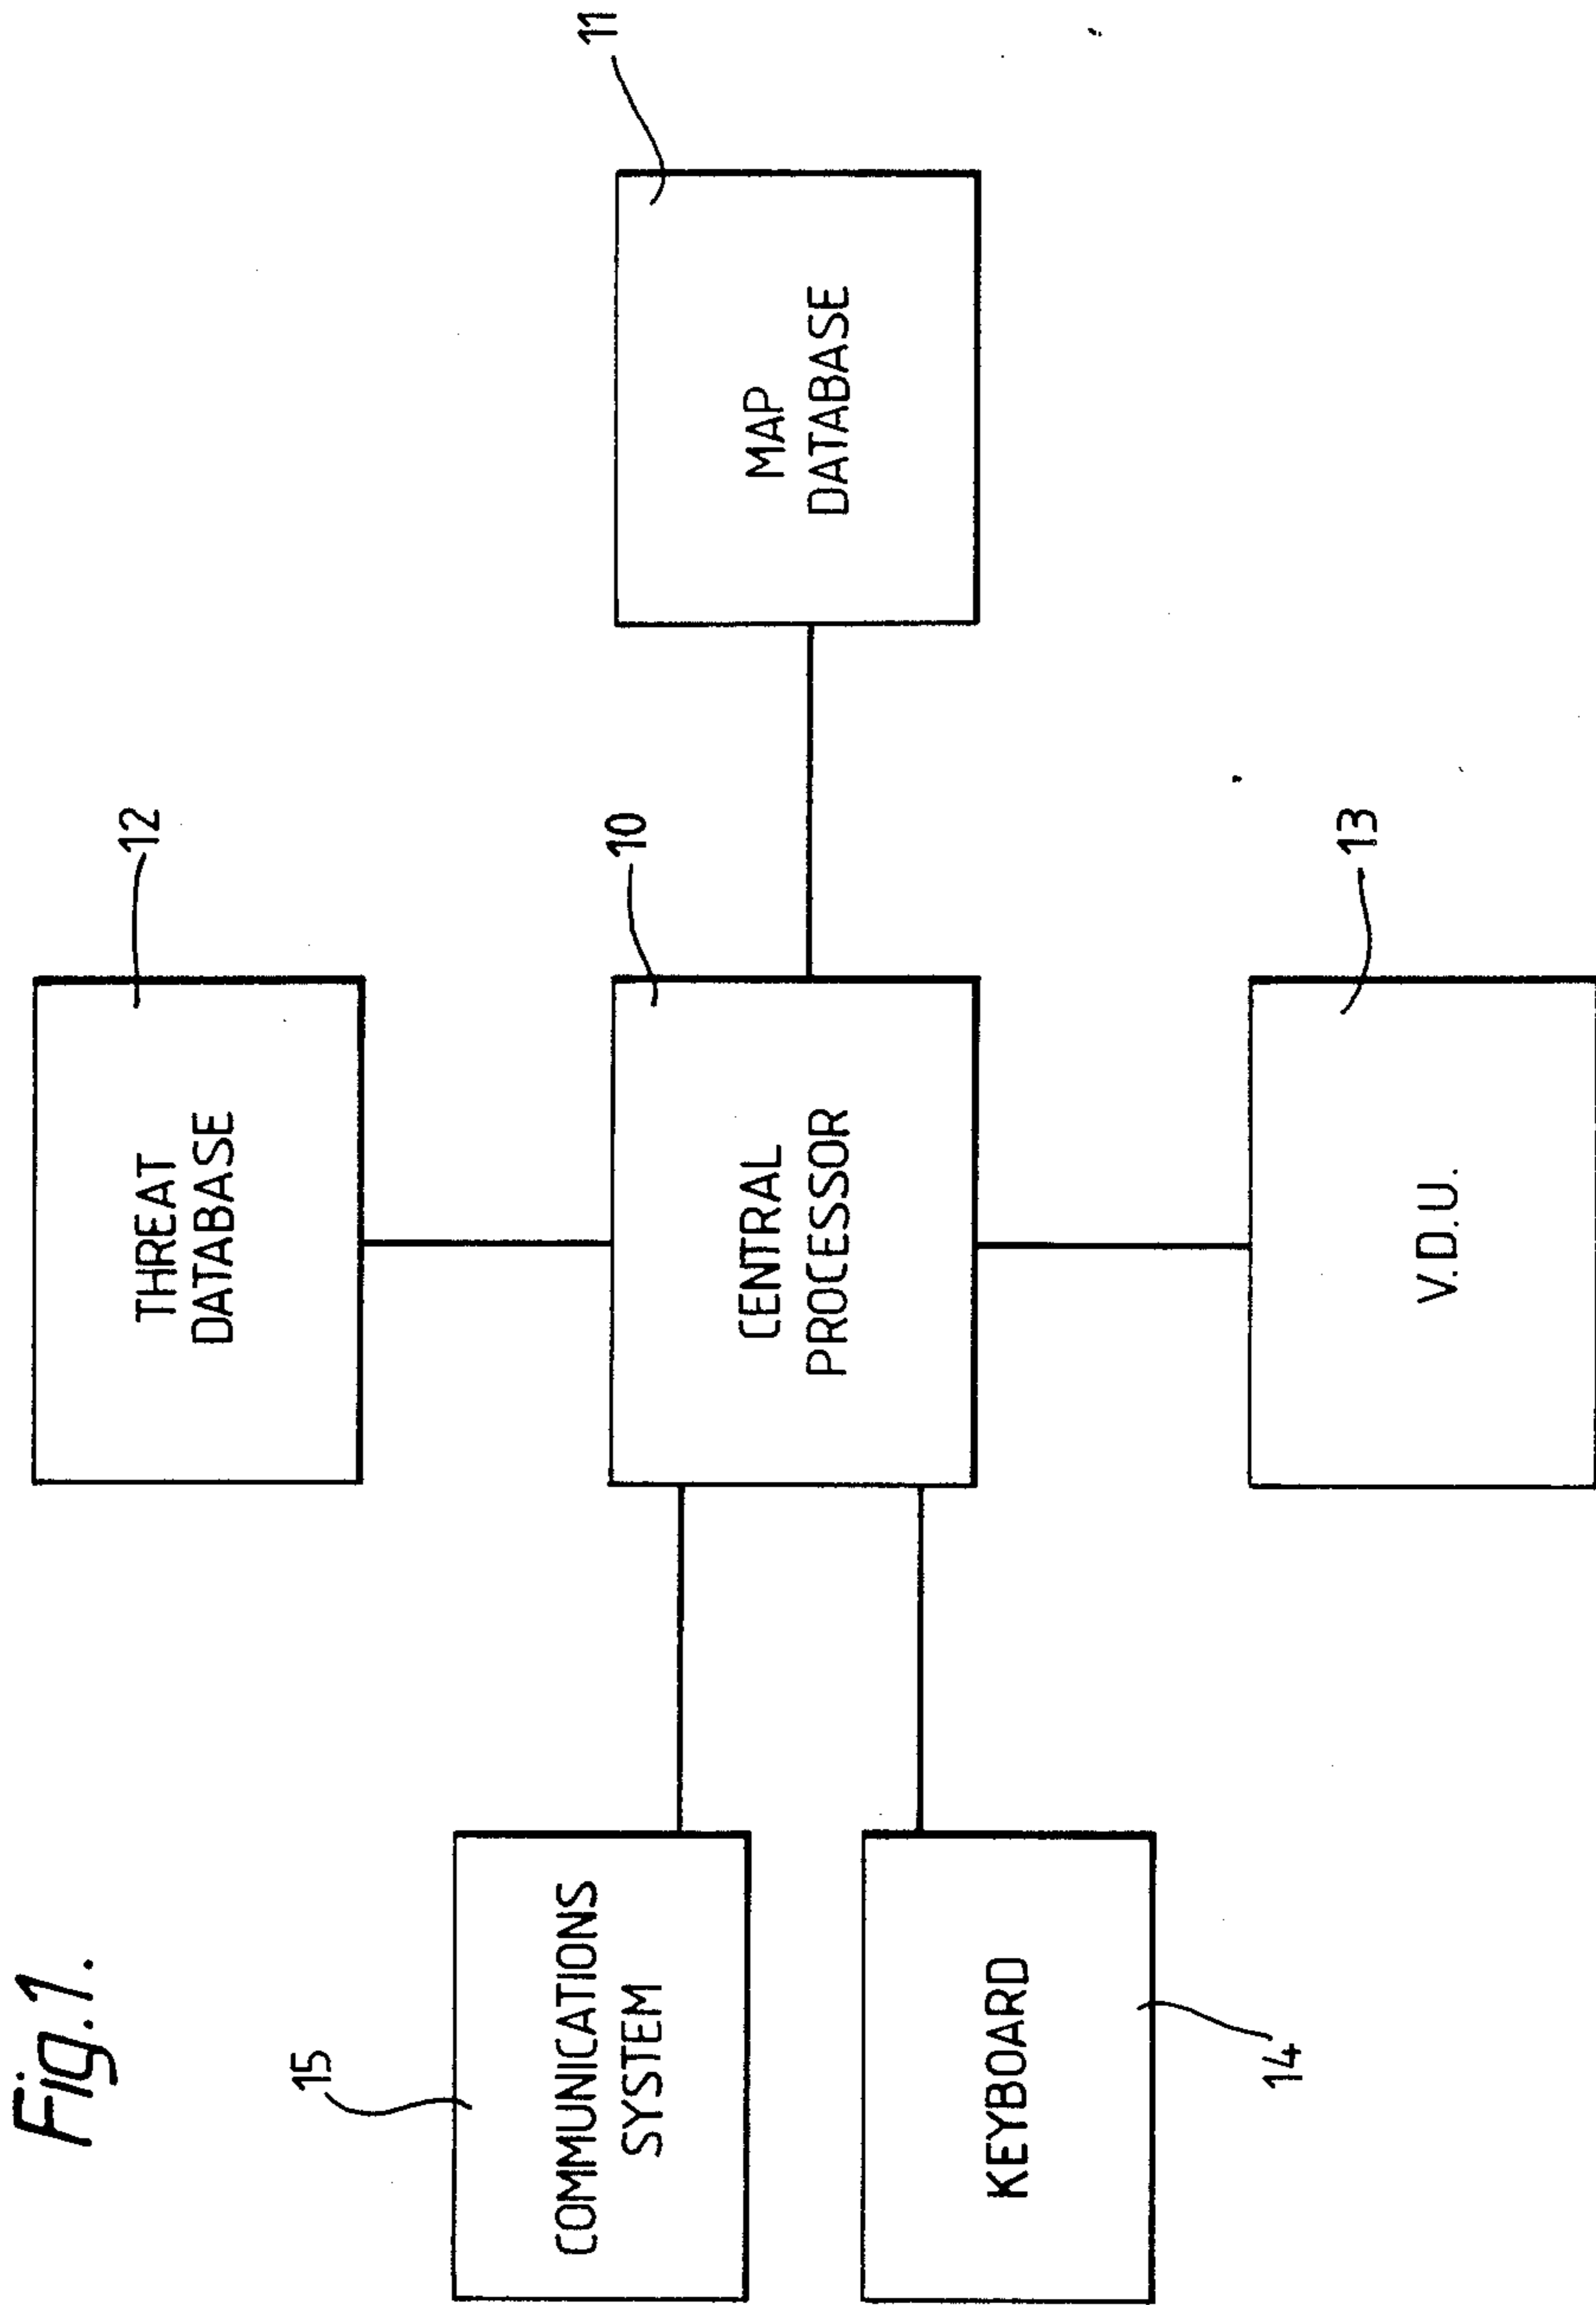 Fig.1.
15
COMMUNICATIONS
SYSTEM
KEYBOARD
14
12
THREAT
DATABASE
10
CENTRAL
PROCESSOR
13
V.D.U.
11
MAP
DATABASE